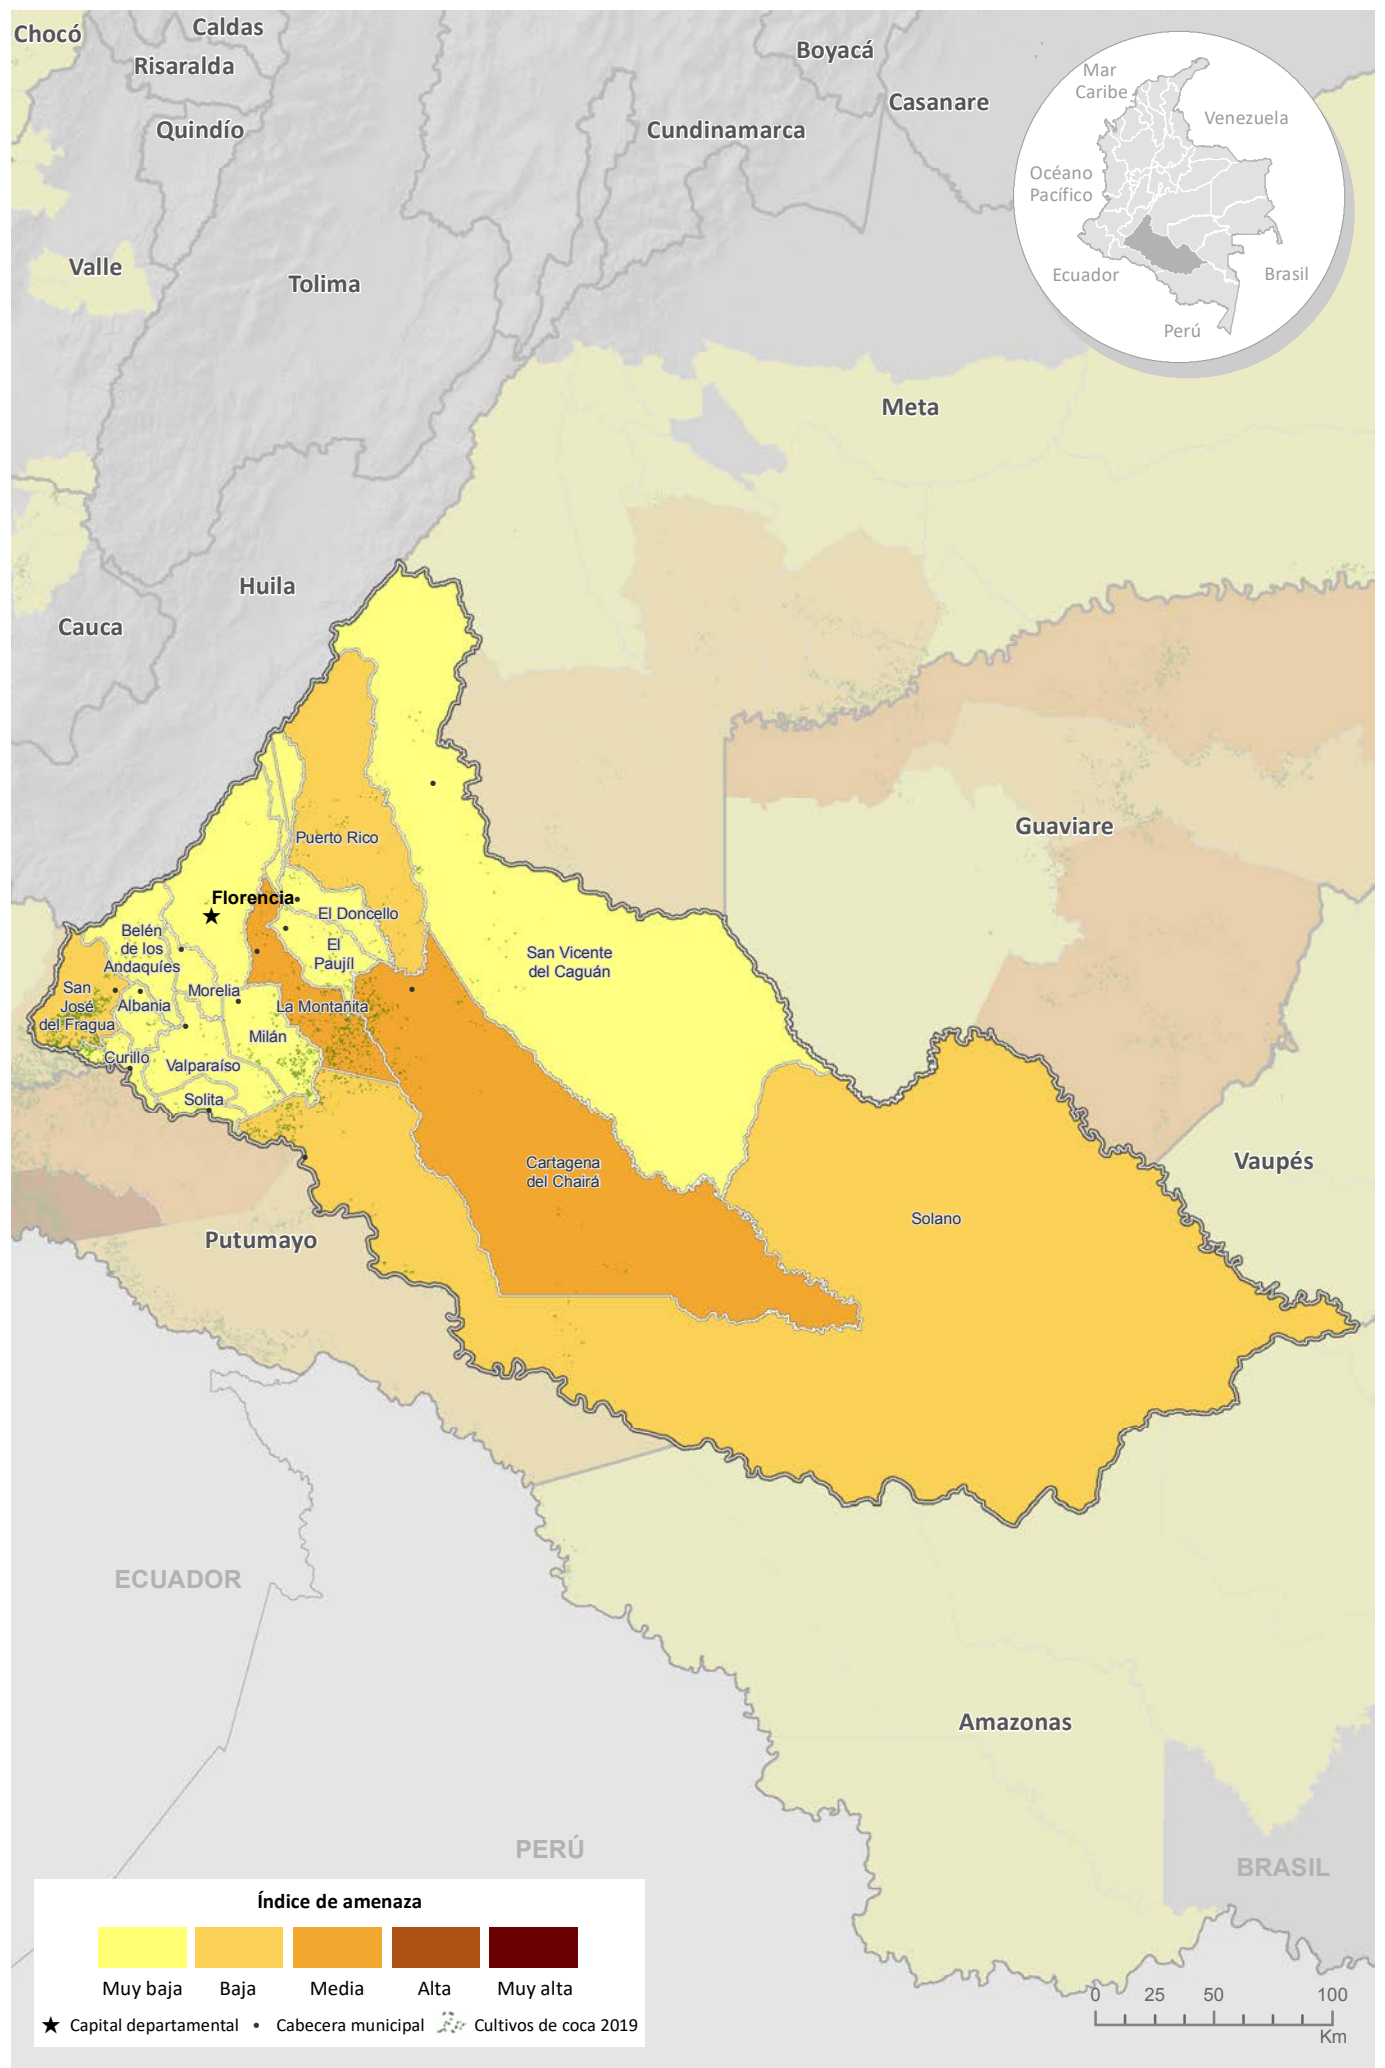 Chocó
Caldas
Risaralda
Quindío
Boyacá
Casanare
Cundinamarca
Mar
Caribe
Venezuela
Océano
Pacífico
Ecuador
Brasil
Perú
Valle
Tolima
Meta
Huila
Cauca
Guaviare
Puerto Rico
Florencia
El Doncello
El
Paujíl
Belén
de los
Andaquíes
San Vicente
del Caguán
San
José
del Fragua
Albania
Morelia
La Montañita
Milán
Curillo
Valparaíso
Solita
Cartagena
del Chairá
Solano
Vaupés
Putumayo
ECUADOR
Amazonas
PERÚ
BRASIL
Índice de amenaza
Muy baja
Baja
Media
Alta
Muy alta
Capital departamental
Cabecera municipal
Cultivos de coca 2019
0 25 50 100
Km